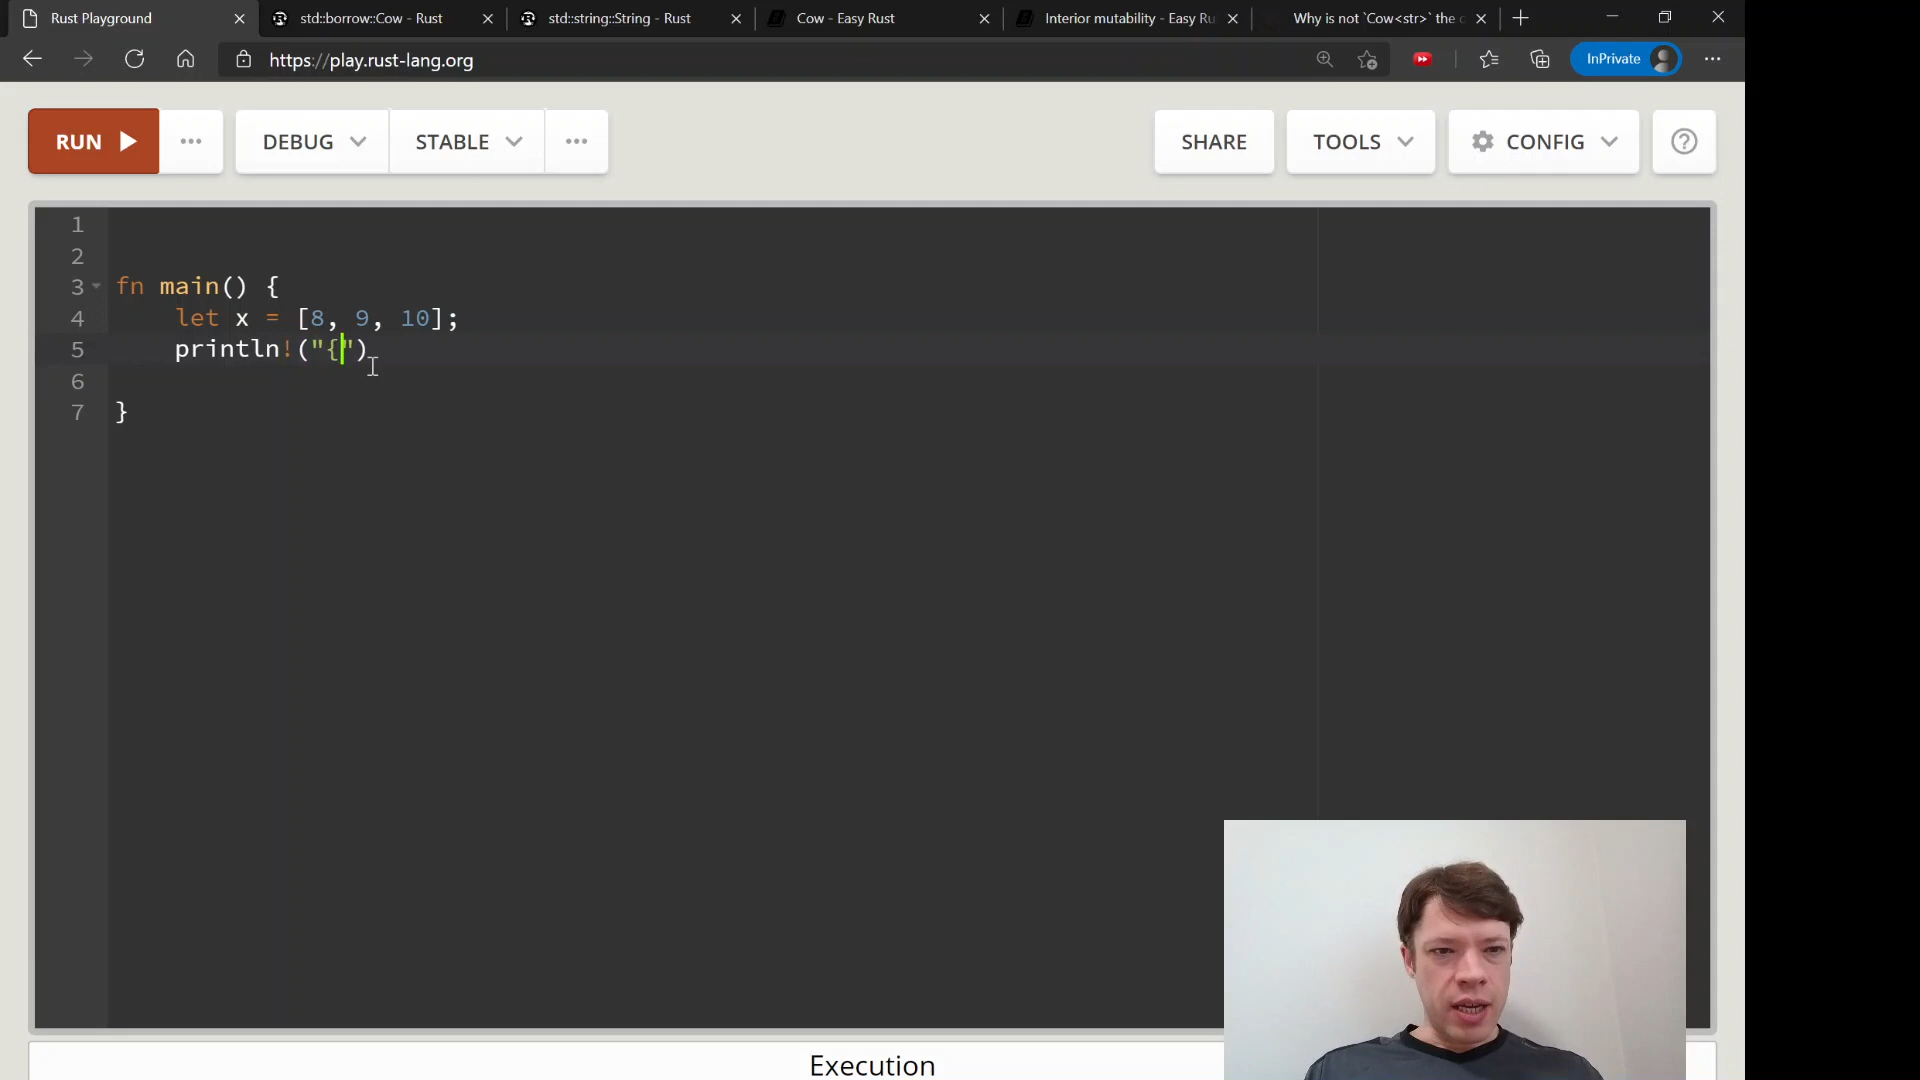 Rust Playground
std::borrow::Cow - Rust
std::string::String - Rust
Cow - Easy Rust
Interior mutability - Easy Ru
Why is not `Cow<str>` the
https://play.rust-lang.org
InPrivate
RUN
DEBUG
STABLE
SHARE
TOOLS
CONFIG
1
2
3 fn main() {
4 let x = [8, 9, 10];
5 println!("{")
6
7 }
Execution